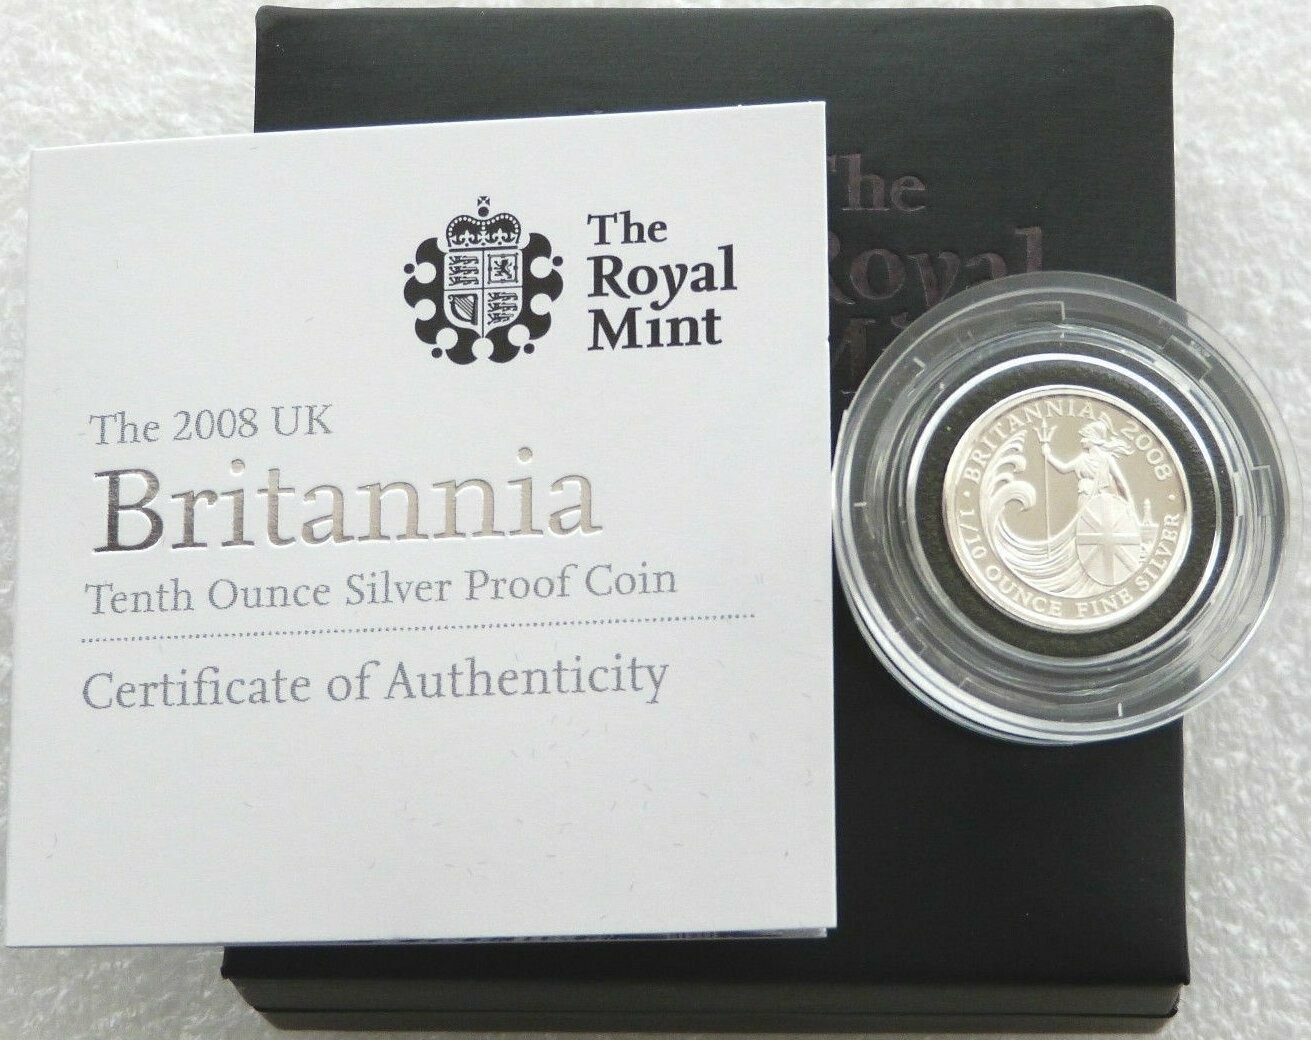 The
Royal
Mint
The 2008 UK
Britannia
Tenth Ounce Silver Proof Coin
Certificate of Authenticity
The
Royal
BRITANNIA 2008
1/10 OUNCE FINE SILVER